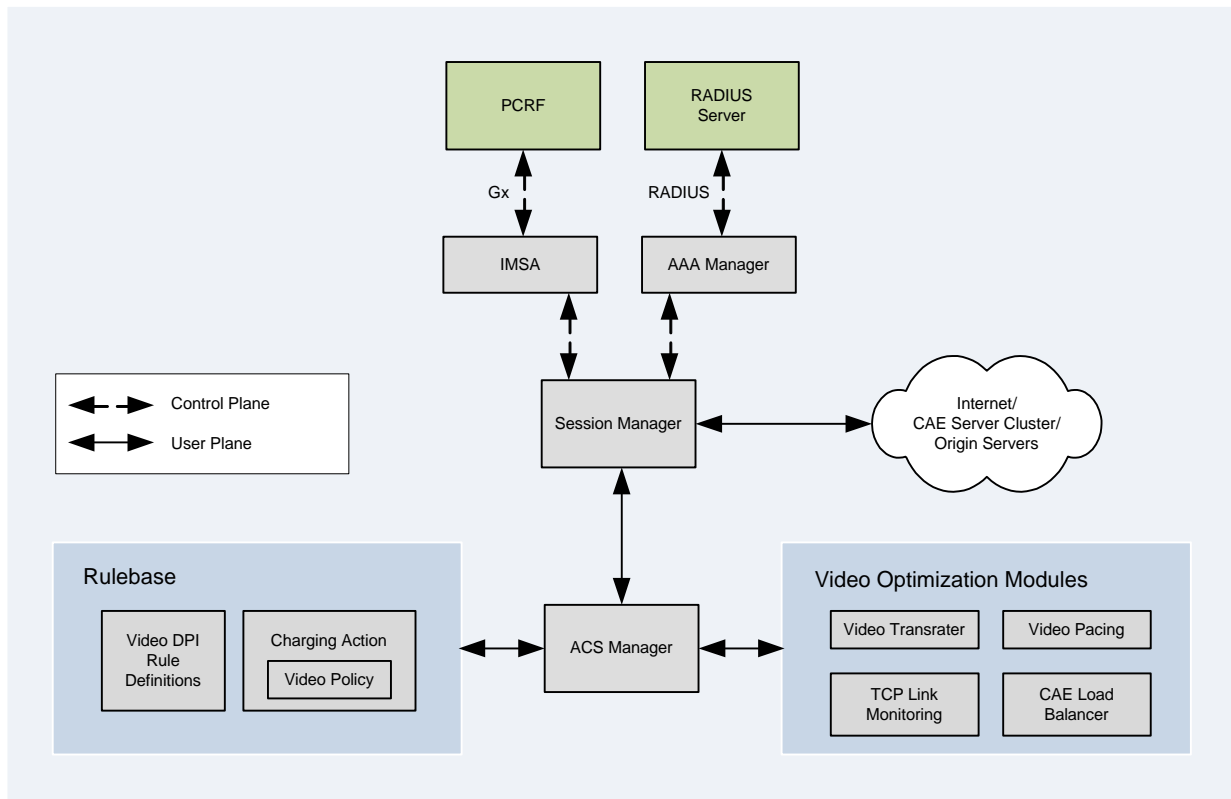 PCRF
RADIUS
Server
Gx
RADIUS
IMSA
AAA Manager
Control Plane
User Plane
Session Manager
Internet/
CAE Server Cluster/
Origin Servers
Rulebase
Video DPI
Rule
Definitions
Charging Action
Video Policy
ACS Manager
Video Optimization Modules
Video Transrater
Video Pacing
TCP Link
Monitoring
CAE Load
Balancer